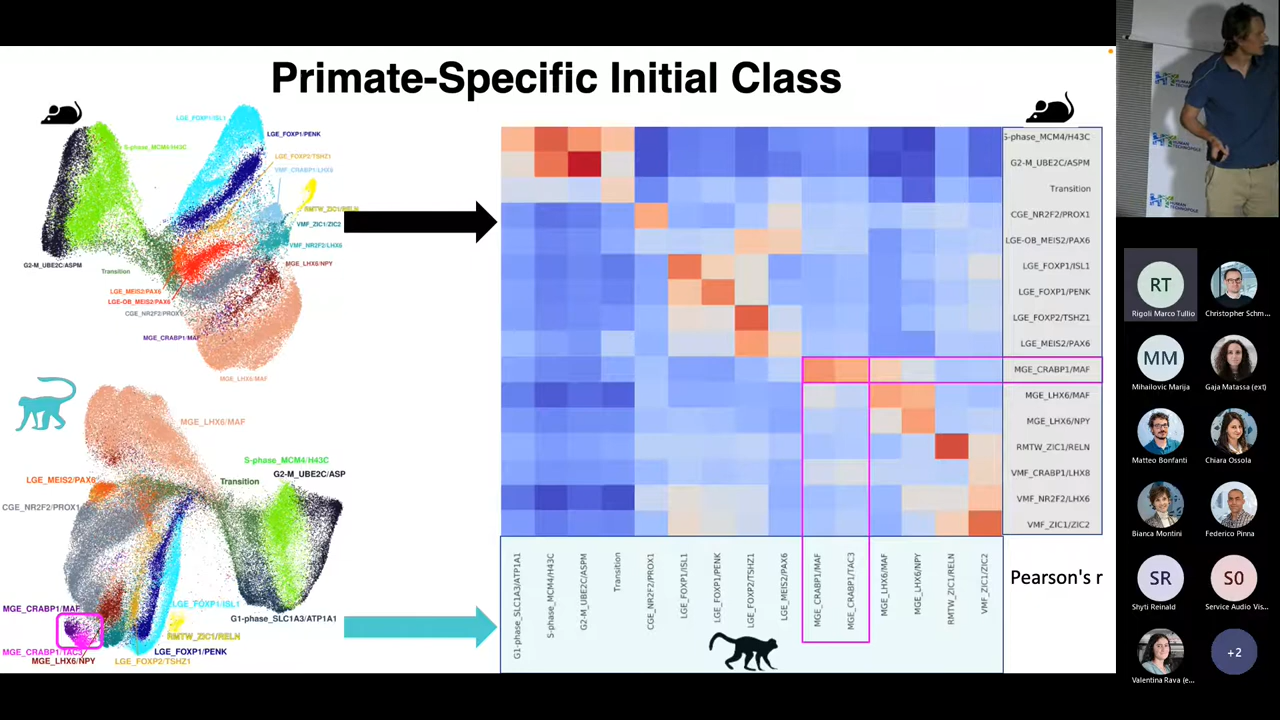 Primate-Specific Initial Class
LGE_FOXP1/ISL1
LGE_FOXP1/PENK
S-phase_MCM4/H43C
LGE_FOXP2/TSHZ1
VMF_CRABP1/LHX8
RMTW_ZIC1/RELN
VMF_ZIC1/ZIC2
VMF_NR2F2/LHX6
G2-M_UBE2C/ASPM
Transition
MGE_LHX6/NPY
LGE_MEIS2/PAX6
LGE-OB_MEIS2/PAX6
CGE_NR2F2/PROX1
MGE_CRABP1/MAF
MGE_LHX6/MAF
MGE_LHX6/MAF
S-phase_MCM4/H43C
G2-M_UBE2C/ASP
LGE_MEIS2/PAX6
Transition
CGE_NR2F2/PROX1
MGE_CRABP1/MAF
LGE_FOXP1/ISL1
G1-phase_SLC1A3/ATP1A1
RMTW_ZIC1/RELN
MGE_CRABP1/TAC3
LGE_FOXP1/PENK
MGE_LHX6/NPY
LGE_FOXP2/TSHZ1
S-phase_MCM4/H43C
G2-M_UBE2C/ASPM
Transition
CGE_NR2F2/PROX1
LGE-OB_MEIS2/PAX6
LGE_FOXP1/ISL1
LGE_FOXP1/PENK
LGE_FOXP2/TSHZ1
LGE_MEIS2/PAX6
MGE_CRABP1/MAF
MGE_LHX6/MAF
MGE_LHX6/NPY
RMTW_ZIC1/RELN
VMF_CRABP1/LHX8
VMF_NR2F2/LHX6
VMF_ZIC1/ZIC2
G1-phase_SLC1A3/ATP1A1
S-phase_MCM4/H43C
G2-M_UBE2C/ASPM
Transition
CGE_NR2F2/PROX1
LGE_FOXP1/ISL1
LGE_FOXP1/PENK
LGE_FOXP2/TSHZ1
LGE_MEIS2/PAX6
MGE_CRABP1/MAF
MGE_CRABP1/TAC3
MGE_LHX6/MAF
MGE_LHX6/NPY
RMTW_ZIC1/RELN
VMF_ZIC1/ZIC2
Pearson's r
HUMAN
TECHNOPOLE
RT
Rigoli Marco Tullio
Christopher Schm...
MM
Mihailovic Marija
Gaja Matassa (ext)
Matteo Bonfanti
Chiara Ossola
Bianca Montini
Federico Pinna
SR
Shyti Reinald
S0
Service Audio Vis...
Valentina Rava (e...
+2